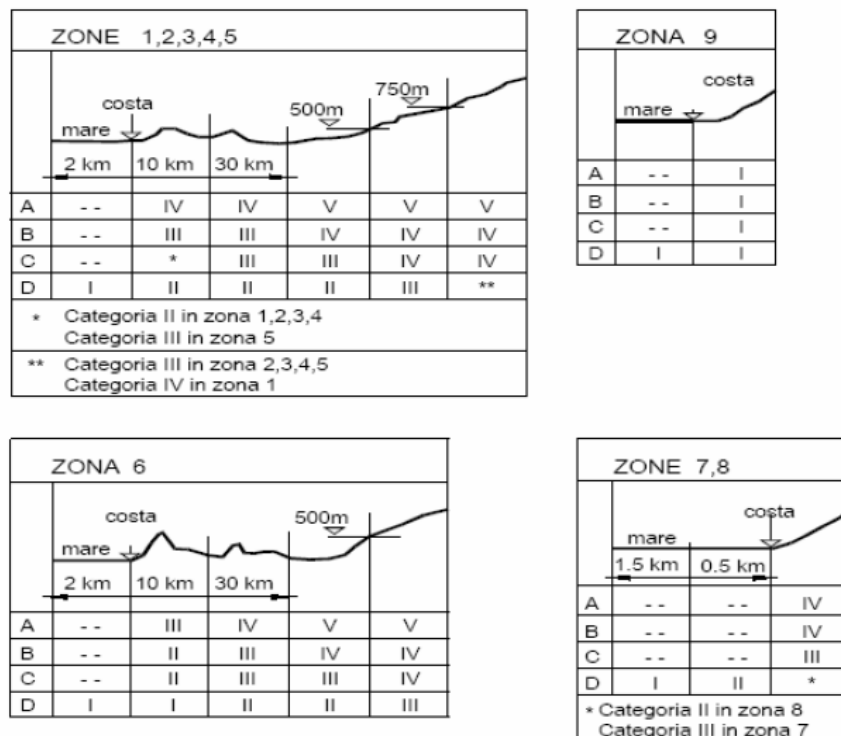 ZONE 1,2,3,4,5
costa
mare
500m
750m
2 km 10 km 30 km
A -- IV IV V V V
B -- III III IV IV IV
C -- * III III IV IV
D I II II II III **
* Categoria II in zona 1,2,3,4
Categoria III in zona 5
** Categoria III in zona 2,3,4,5
Categoria IV in zona 1
ZONA 9
costa
mare
A -- I
B -- I
C -- I
D I I
ZONA 6
costa
mare
500m
2 km 10 km 30 km
A -- III IV V V
B -- II III IV IV
C -- II III III IV
D I I II II III
ZONE 7,8
costa
mare
1.5 km 0.5 km
A -- -- IV
B -- -- IV
C -- -- III
D I II *
* Categoria II in zona 8
Categoria III in zona 7